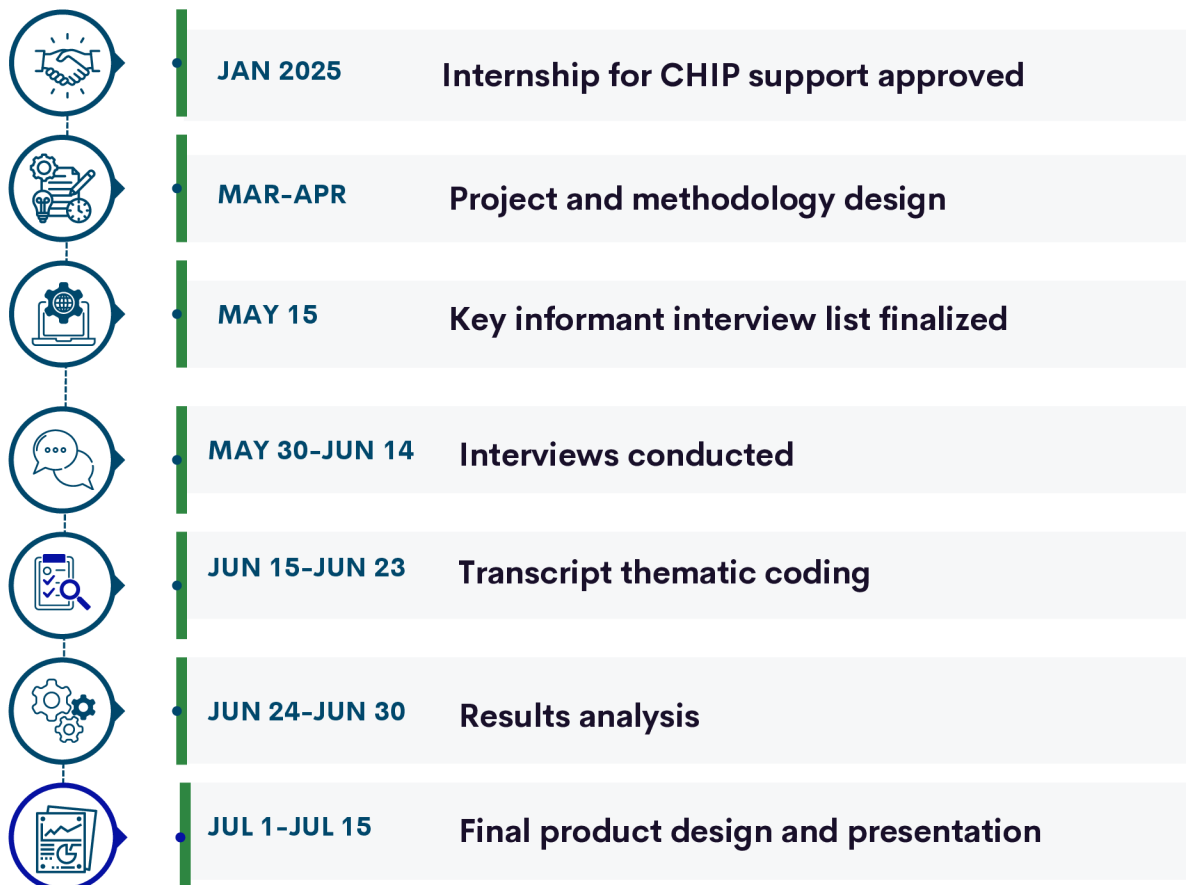 JAN 2025 Internship for CHIP support approved
MAR-APR Project and methodology design
MAY 15 Key informant interview list finalized
MAY 30-JUN 14 Interviews conducted
JUN 15-JUN 23 Transcript thematic coding
JUN 24-JUN 30 Results analysis
JUL 1-JUL 15 Final product design and presentation